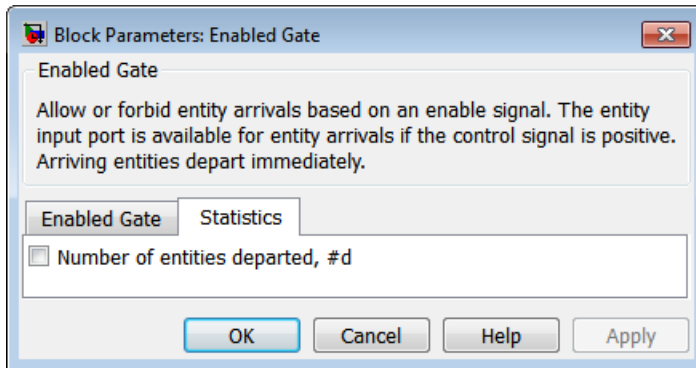 Block Parameters: Enabled Gate
Enabled Gate
Allow or forbid entity arrivals based on an enable signal. The entity
input port is available for entity arrivals if the control signal is positive.
Arriving entities depart immediately.
Enabled Gate Statistics
Number of entities departed, #d
OK Cancel Help Apply